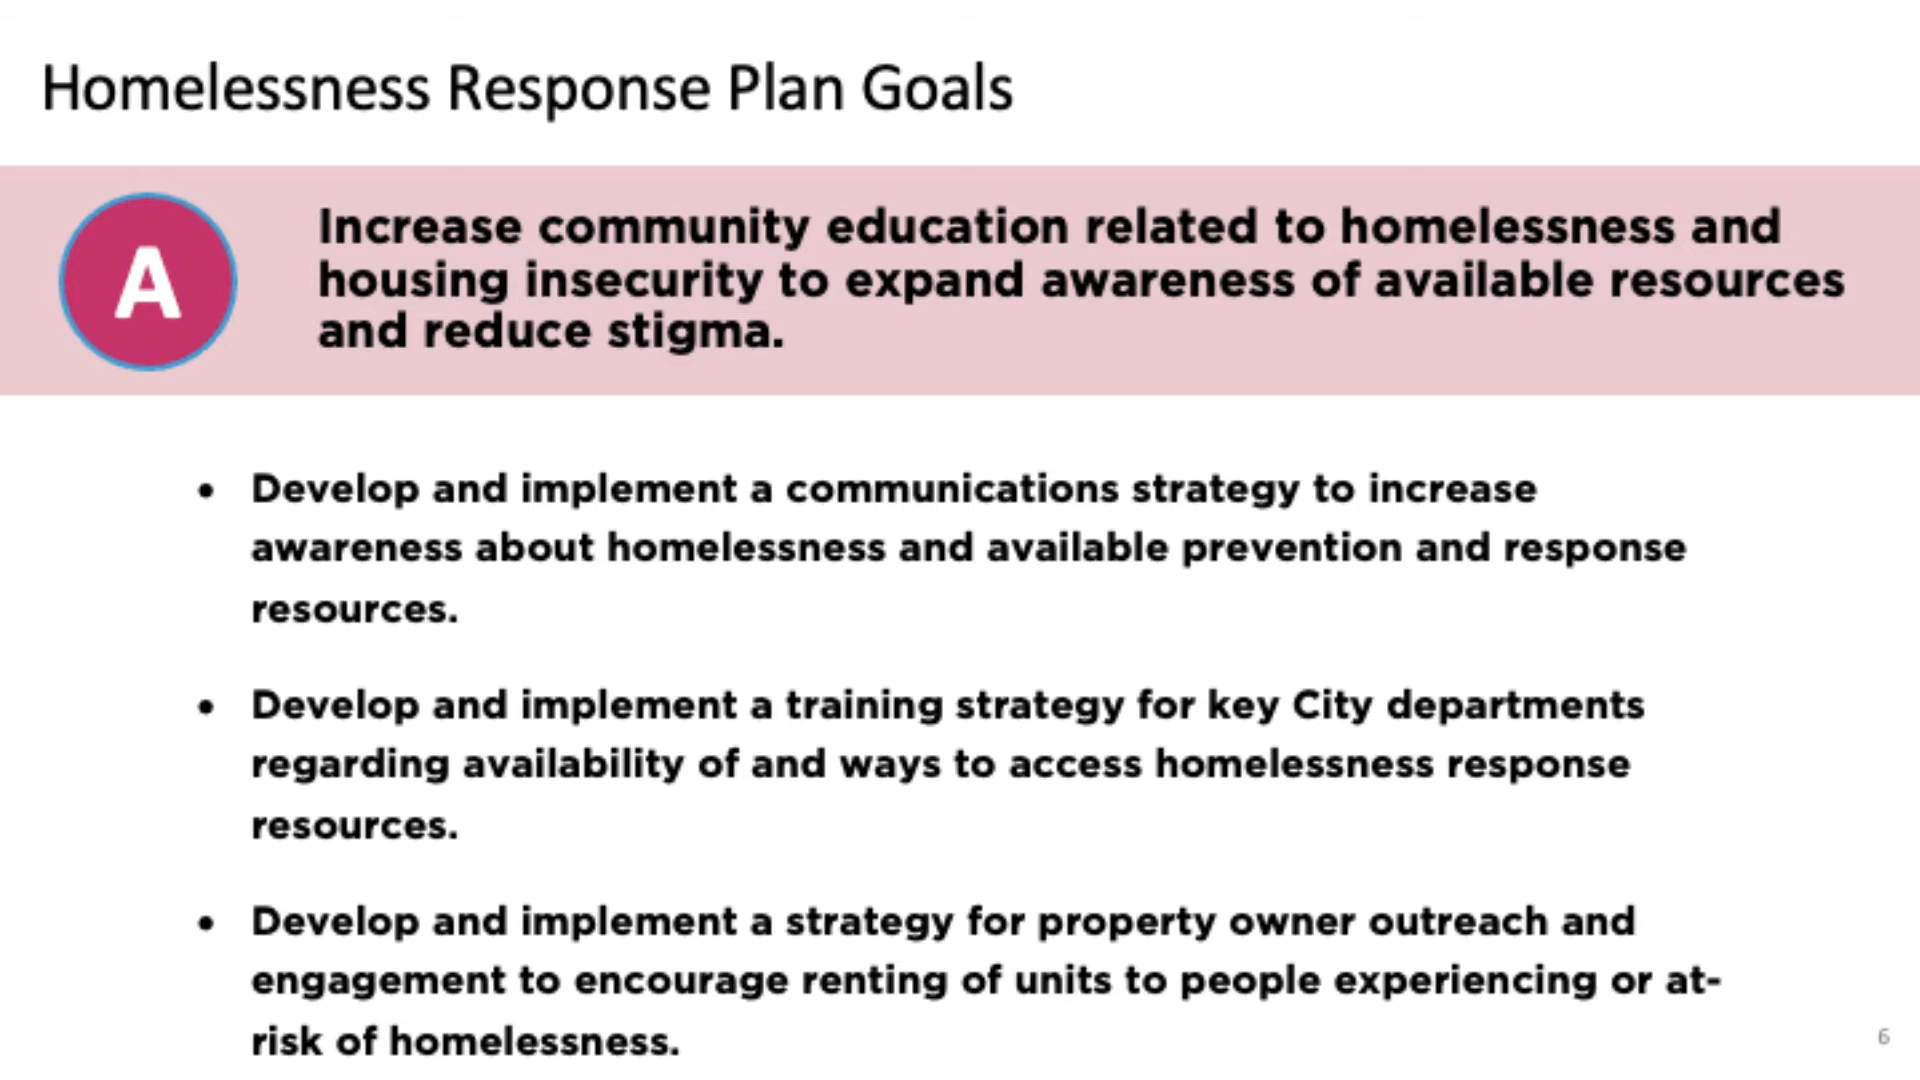 Homelessness Response Plan Goals
A
Increase community education related to homelessness and
housing insecurity to expand awareness of available resources
and reduce stigma.
• Develop and implement a communications strategy to increase
awareness about homelessness and available prevention and response
resources.
• Develop and implement a training strategy for key City departments
regarding availability of and ways to access homelessness response
resources.
• Develop and implement a strategy for property owner outreach and
engagement to encourage renting of units to people experiencing or at-
risk of homelessness.
6